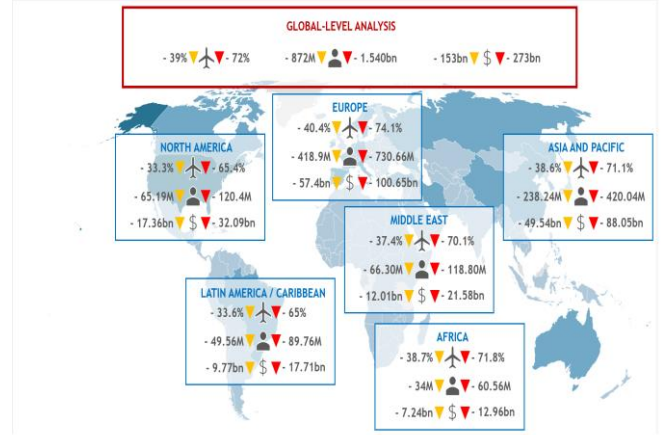 GLOBAL-LEVEL ANALYSIS
- 39% - 72%
- 872M - 1.540bn
- 153bn $ - 273bn
EUROPE
- 40.4% - 74.1%
- 418.9M - 730.66M
- 57.4bn $ - 100.65bn
NORTH AMERICA
- 33.3% - 65.4%
- 65.19M - 120.4M
- 17.36bn $ - 32.09bn
ASIA AND PACIFIC
- 38.6% - 71.1%
- 238.24M - 420.04M
- 49.54bn $ - 88.05bn
MIDDLE EAST
- 37.4% - 70.1%
- 66.30M - 118.80M
- 12.01bn $ - 21.58bn
LATIN AMERICA / CARIBBEAN
- 33.6% - 65%
- 49.56M - 89.76M
- 9.77bn $ - 17.71bn
AFRICA
- 38.7% - 71.8%
- 34M - 60.56M
- 7.24bn $ - 12.96bn